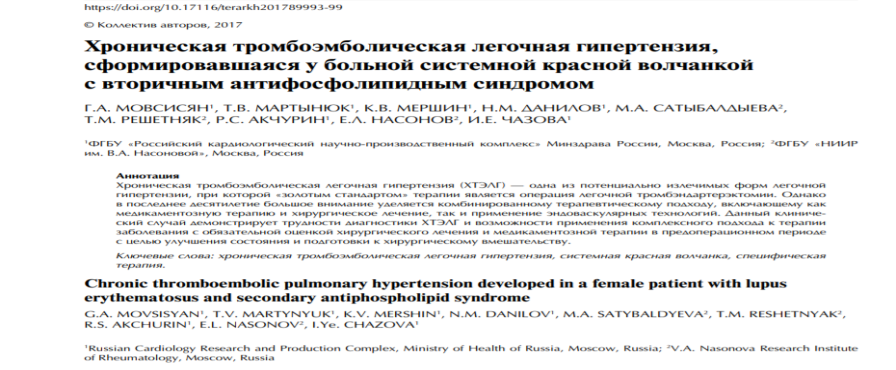 https://doi.org/10.17116/terarkh201789993-99
© Коллектив авторов, 2017
Хроническая тромбоэмболическая легочная гипертензия,
сформировавшаяся у больной системной красной волчанкой
с вторичным антифосфолипидным синдромом
Г.А. МОВСИСЯН¹, Т.В. МАРТЫНЮК¹, К.В. МЕРШИН¹, Н.М. ДАНИЛОВ¹, М.А. САТЫБАЛДЫЕВА²,
Т.М. РЕШЕТНЯК², Р.С. АКЧУРИН¹, Е.Л. НАСОНОВ², И.Е. ЧАЗОВА¹
¹ФГБУ «Российский кардиологический научно-производственный комплекс» Минздрава России, Москва, Россия; ²ФГБУ «НИИР
им. В.А. Насоновой», Москва, Россия
Аннотация
Хроническая тромбоэмболическая легочная гипертензия (ХТЭЛГ) — одна из потенциально излечимых форм легочной
гипертензии, при которой «золотым стандартом» терапии является операция легочной тромбэндартерэктомии. Однако
в последнее десятилетие большое внимание уделяется комбинированному терапевтическому подходу, включающему как
медикаментозную терапию и хирургическое лечение, так и применение эндоваскулярных технологий. Данный клиниче-
ский случай демонстрирует трудности диагностики ХТЭЛГ и возможности применения комплексного подхода к терапии
заболевания с обязательной оценкой хирургического лечения и медикаментозной терапии в предоперационном периоде
с целью улучшения состояния и подготовки к хирургическому вмешательству.
Ключевые слова: хроническая тромбоэмболическая легочная гипертензия, системная красная волчанка, специфическая
терапия.
Chronic thromboembolic pulmonary hypertension developed in a female patient with lupus
erythematosus and secondary antiphospholipid syndrome
G.A. MOVSISYAN¹, T.V. MARTYNYUK¹, K.V. MERSHIN¹, N.M. DANILOV¹, M.A. SATYBALDYEVA², T.M. RESHETNYAK²,
R.S. AKCHURIN¹, E.L. NASONOV², I.Ye. CHAZOVA¹
¹Russian Cardiology Research and Production Complex, Ministry of Health of Russia, Moscow, Russia; ²V.A. Nasonova Research Institute
of Rheumatology, Moscow, Russia